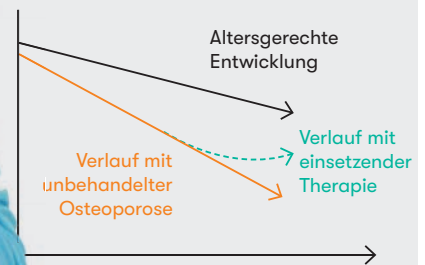 Altersgerechte
Entwicklung
Verlauf mit
einsetzender
Therapie
Verlauf mit
unbehandelter
Osteoporose